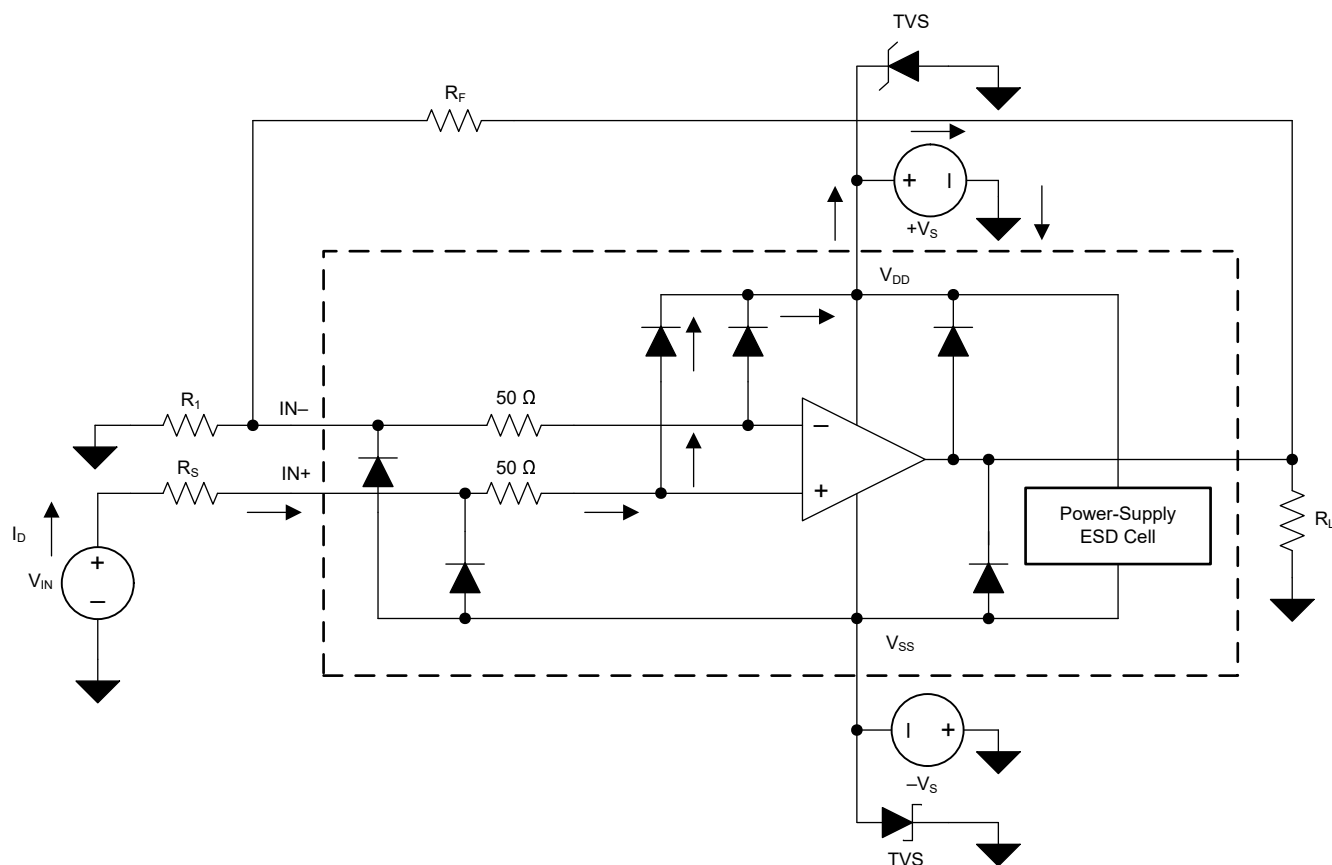 TVS
RF
+ I
+VS
VDD
R1
IN–
50 Ω
–
RS
IN+
50 Ω
+
Power-Supply
ESD Cell
RL
ID
+
VIN
–
VSS
I +
–VS
TVS